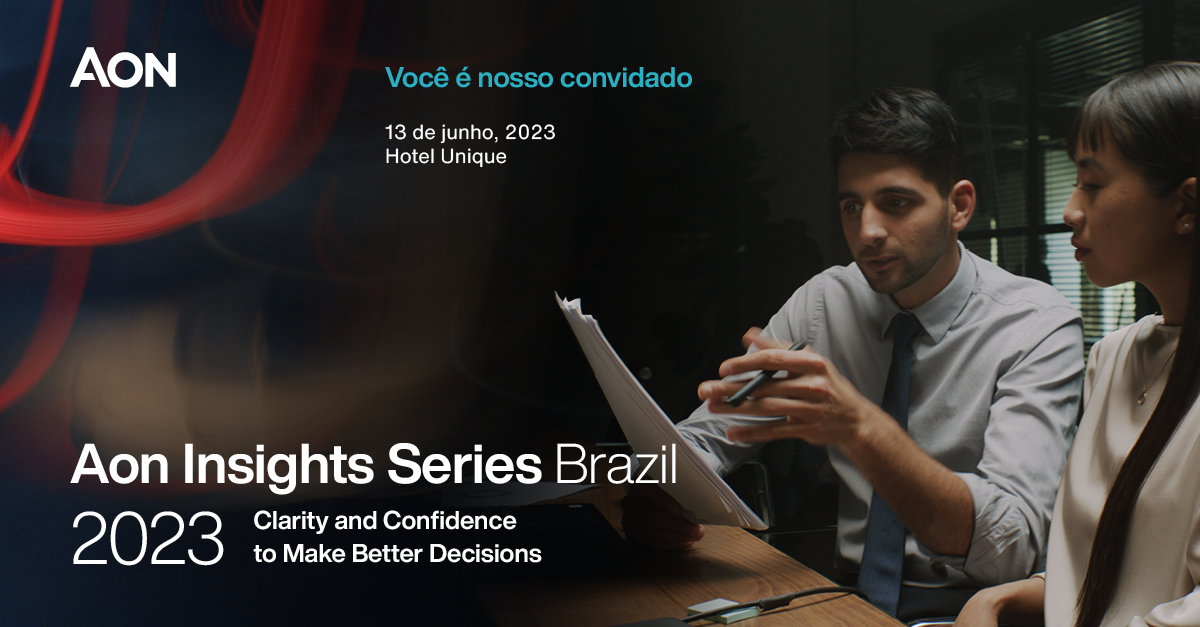 AON
Você é nosso convidado
13 de junho, 2023
Hotel Unique
Aon Insights Series Brazil
2023
Clarity and Confidence
to Make Better Decisions